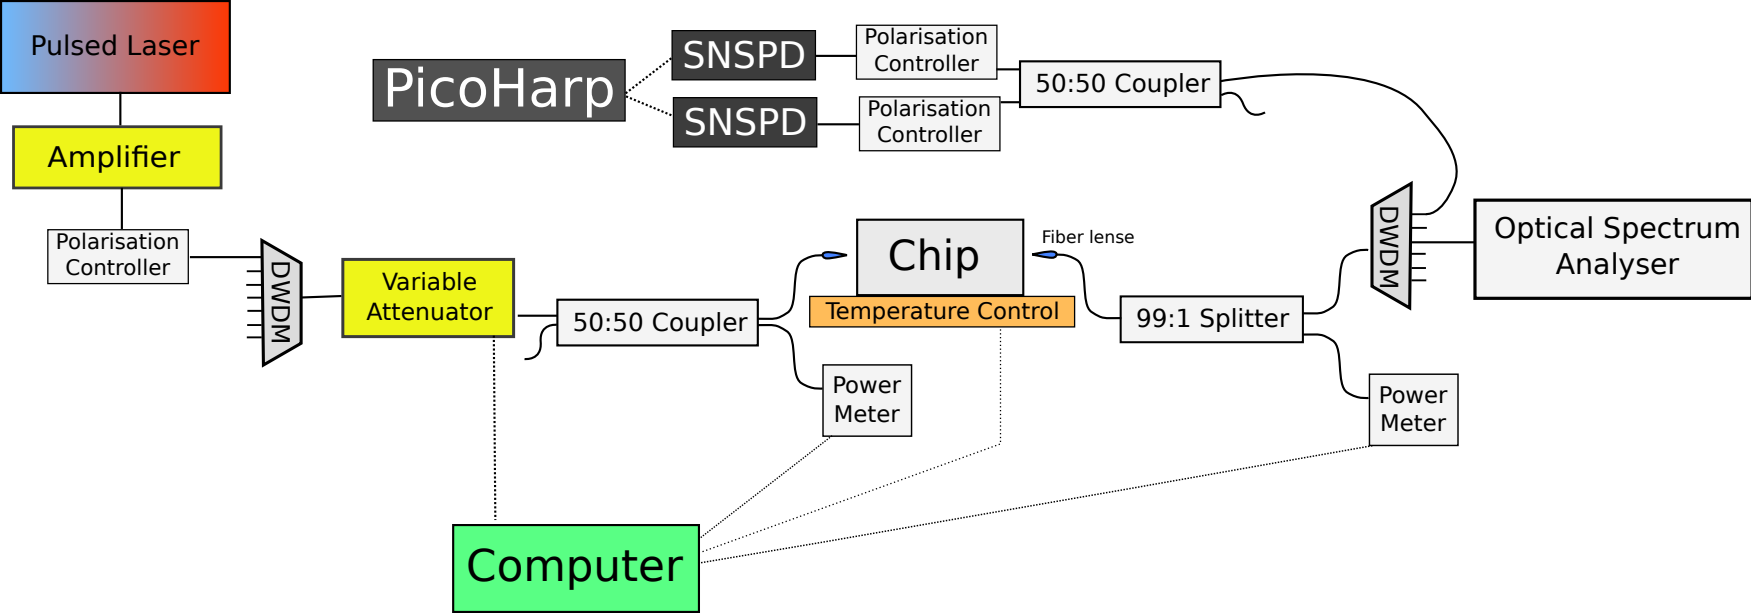 Pulsed Laser
Amplifier
Polarisation
Controller
DWDM
Variable
Attenuator
50:50 Coupler
Power
Meter
Chip
Temperature Control
Fiber lense
99:1 Splitter
Power
Meter
DWDM
Optical Spectrum
Analyser
50:50 Coupler
Polarisation
Controller
Polarisation
Controller
SNSPD
SNSPD
PicoHarp
Computer